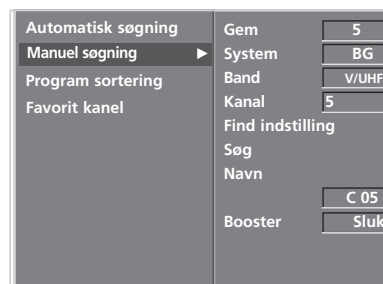 Automatisk søgning
Manuel søgning ▶
Program sortering
Favorit kanel
Gem 5
System BG
Band V/UHF
Kanal 5
Find indstilling
Søg
Navn
C 05
Booster Sluk